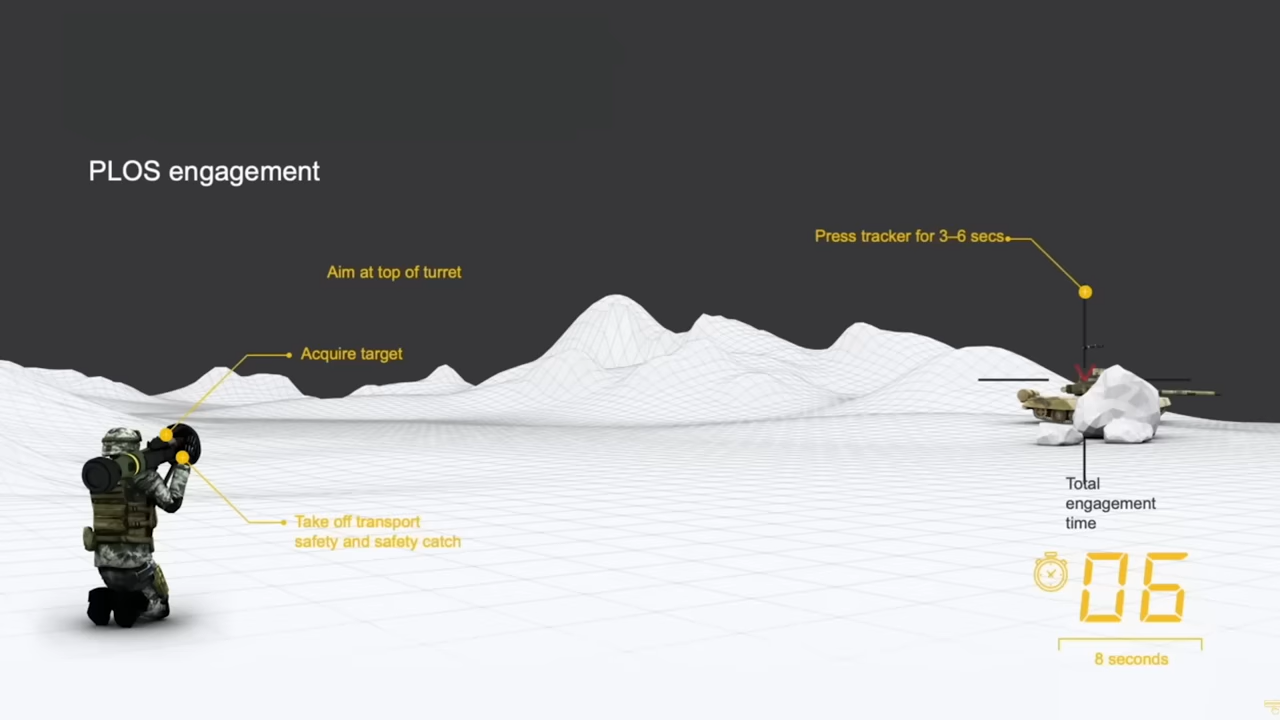 PLOS engagement
Press tracker for 3–6 secs
Aim at top of turret
Acquire target
Take off transport
safety and safety catch
Total
engagement
time
06
8 seconds